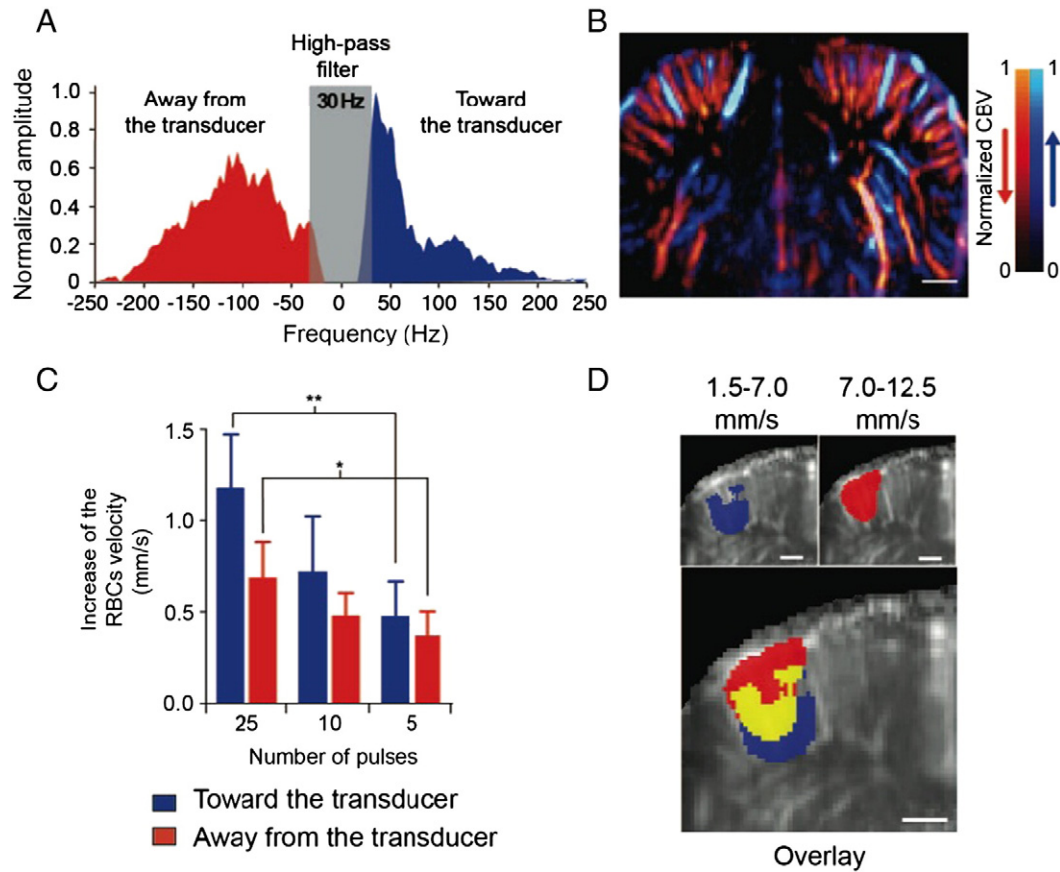 A
High-pass
filter
30 Hz
Away from
the transducer
Toward
the transducer
Normalized amplitude
1.0
0.8
0.6
0.4
0.2
0
-250 -200 -150 -100 -50 0 50 100 150 200 250
Frequency (Hz)
B
1 1
Normalized CBV
0 0
C
**
*
Increase of the
RBCs velocity
(mm/s)
1.5
1.0
0.5
0.0
25 10 5
Number of pulses
Toward the transducer
Away from the transducer
D
1.5-7.0
mm/s
7.0-12.5
mm/s
Overlay